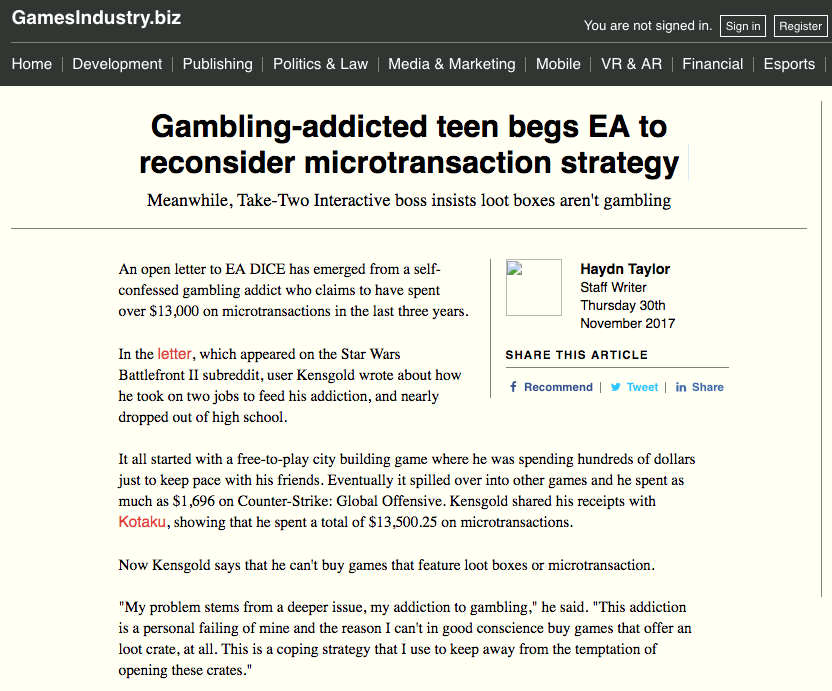 GamesIndustry.biz
You are not signed in. Sign in Register
Home Development Publishing Politics & Law Media & Marketing Mobile VR & AR Financial Esports
Gambling-addicted teen begs EA to
reconsider microtransaction strategy
Meanwhile, Take-Two Interactive boss insists loot boxes aren't gambling
An open letter to EA DICE has emerged from a self-
confessed gambling addict who claims to have spent
over $13,000 on microtransactions in the last three years.
In the letter, which appeared on the Star Wars
Battlefront II subreddit, user Kensgold wrote about how
he took on two jobs to feed his addiction, and nearly
dropped out of high school.
Haydn Taylor
Staff Writer
Thursday 30th
November 2017
SHARE THIS ARTICLE
Recommend Tweet Share
It all started with a free-to-play city building game where he was spending hundreds of dollars
just to keep pace with his friends. Eventually it spilled over into other games and he spent as
much as $1,696 on Counter-Strike: Global Offensive. Kensgold shared his receipts with
Kotaku, showing that he spent a total of $13,500.25 on microtransactions.
Now Kensgold says that he can't buy games that feature loot boxes or microtransaction.
"My problem stems from a deeper issue, my addiction to gambling," he said. "This addiction
is a personal failing of mine and the reason I can't in good conscience buy games that offer an
loot crate, at all. This is a coping strategy that I use to keep away from the temptation of
opening these crates."